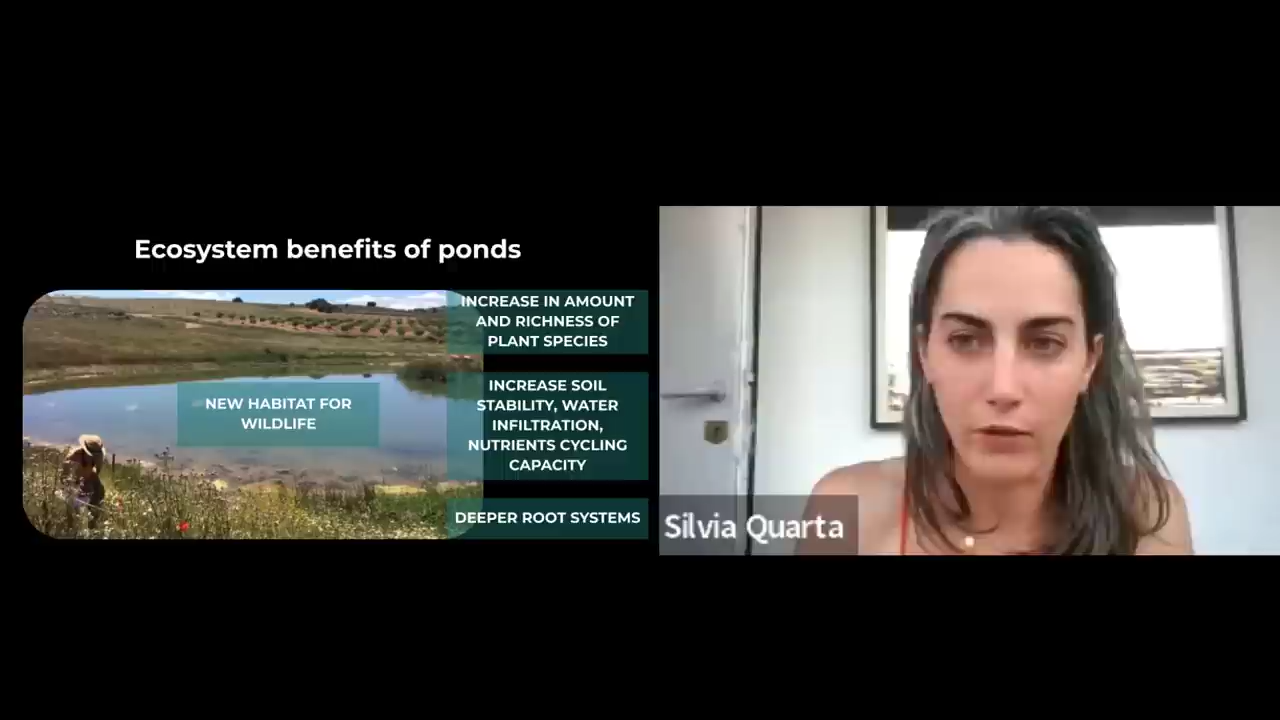 Ecosystem benefits of ponds
NEW HABITAT FOR
WILDLIFE
INCREASE IN AMOUNT
AND RICHNESS OF
PLANT SPECIES
INCREASE SOIL
STABILITY, WATER
INFILTRATION,
NUTRIENTS CYCLING
CAPACITY
DEEPER ROOT SYSTEMS
Silvia Quarta